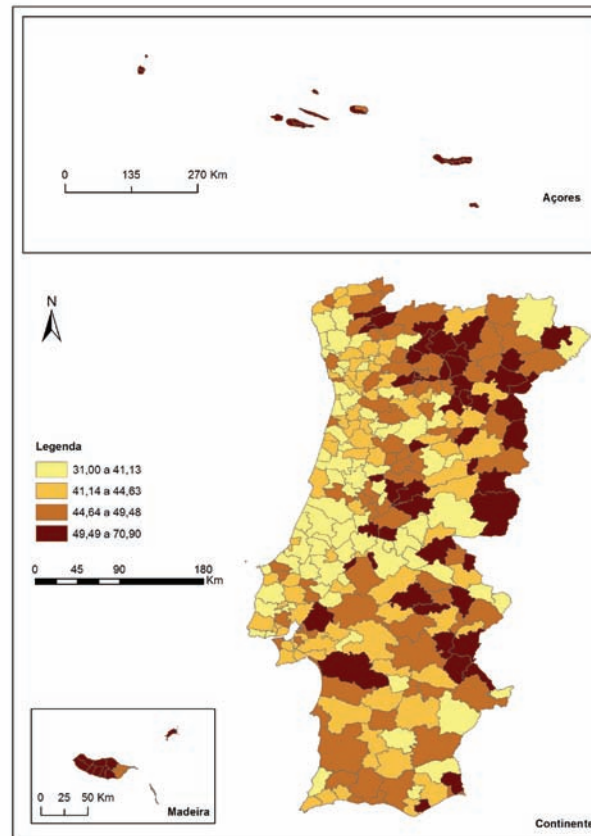 0 135 270 Km
Açores
N
Legenda
31,00 a 41,13
41,14 a 44,63
44,64 a 49,48
49,49 a 70,90
0 45 90 180
Km
0 25 50 Km
Madeira
Continente